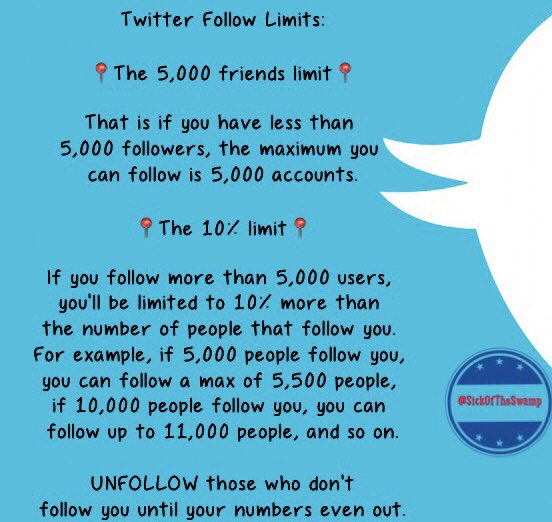 Twitter Follow Limits:
📍The 5,000 friends limit📍
That is if you have less than
5,000 followers, the maximum you
can follow is 5,000 accounts.
📍The 10% limit📍
If you follow more than 5,000 users,
you'll be limited to 10% more than
the number of people that follow you.
For example, if 5,000 people follow you,
you can follow a max of 5,500 people,
if 10,000 people follow you, you can
follow up to 11,000 people, and so on.
@SickOfTheSwamp
UNFOLLOW those who don't
follow you until your numbers even out.